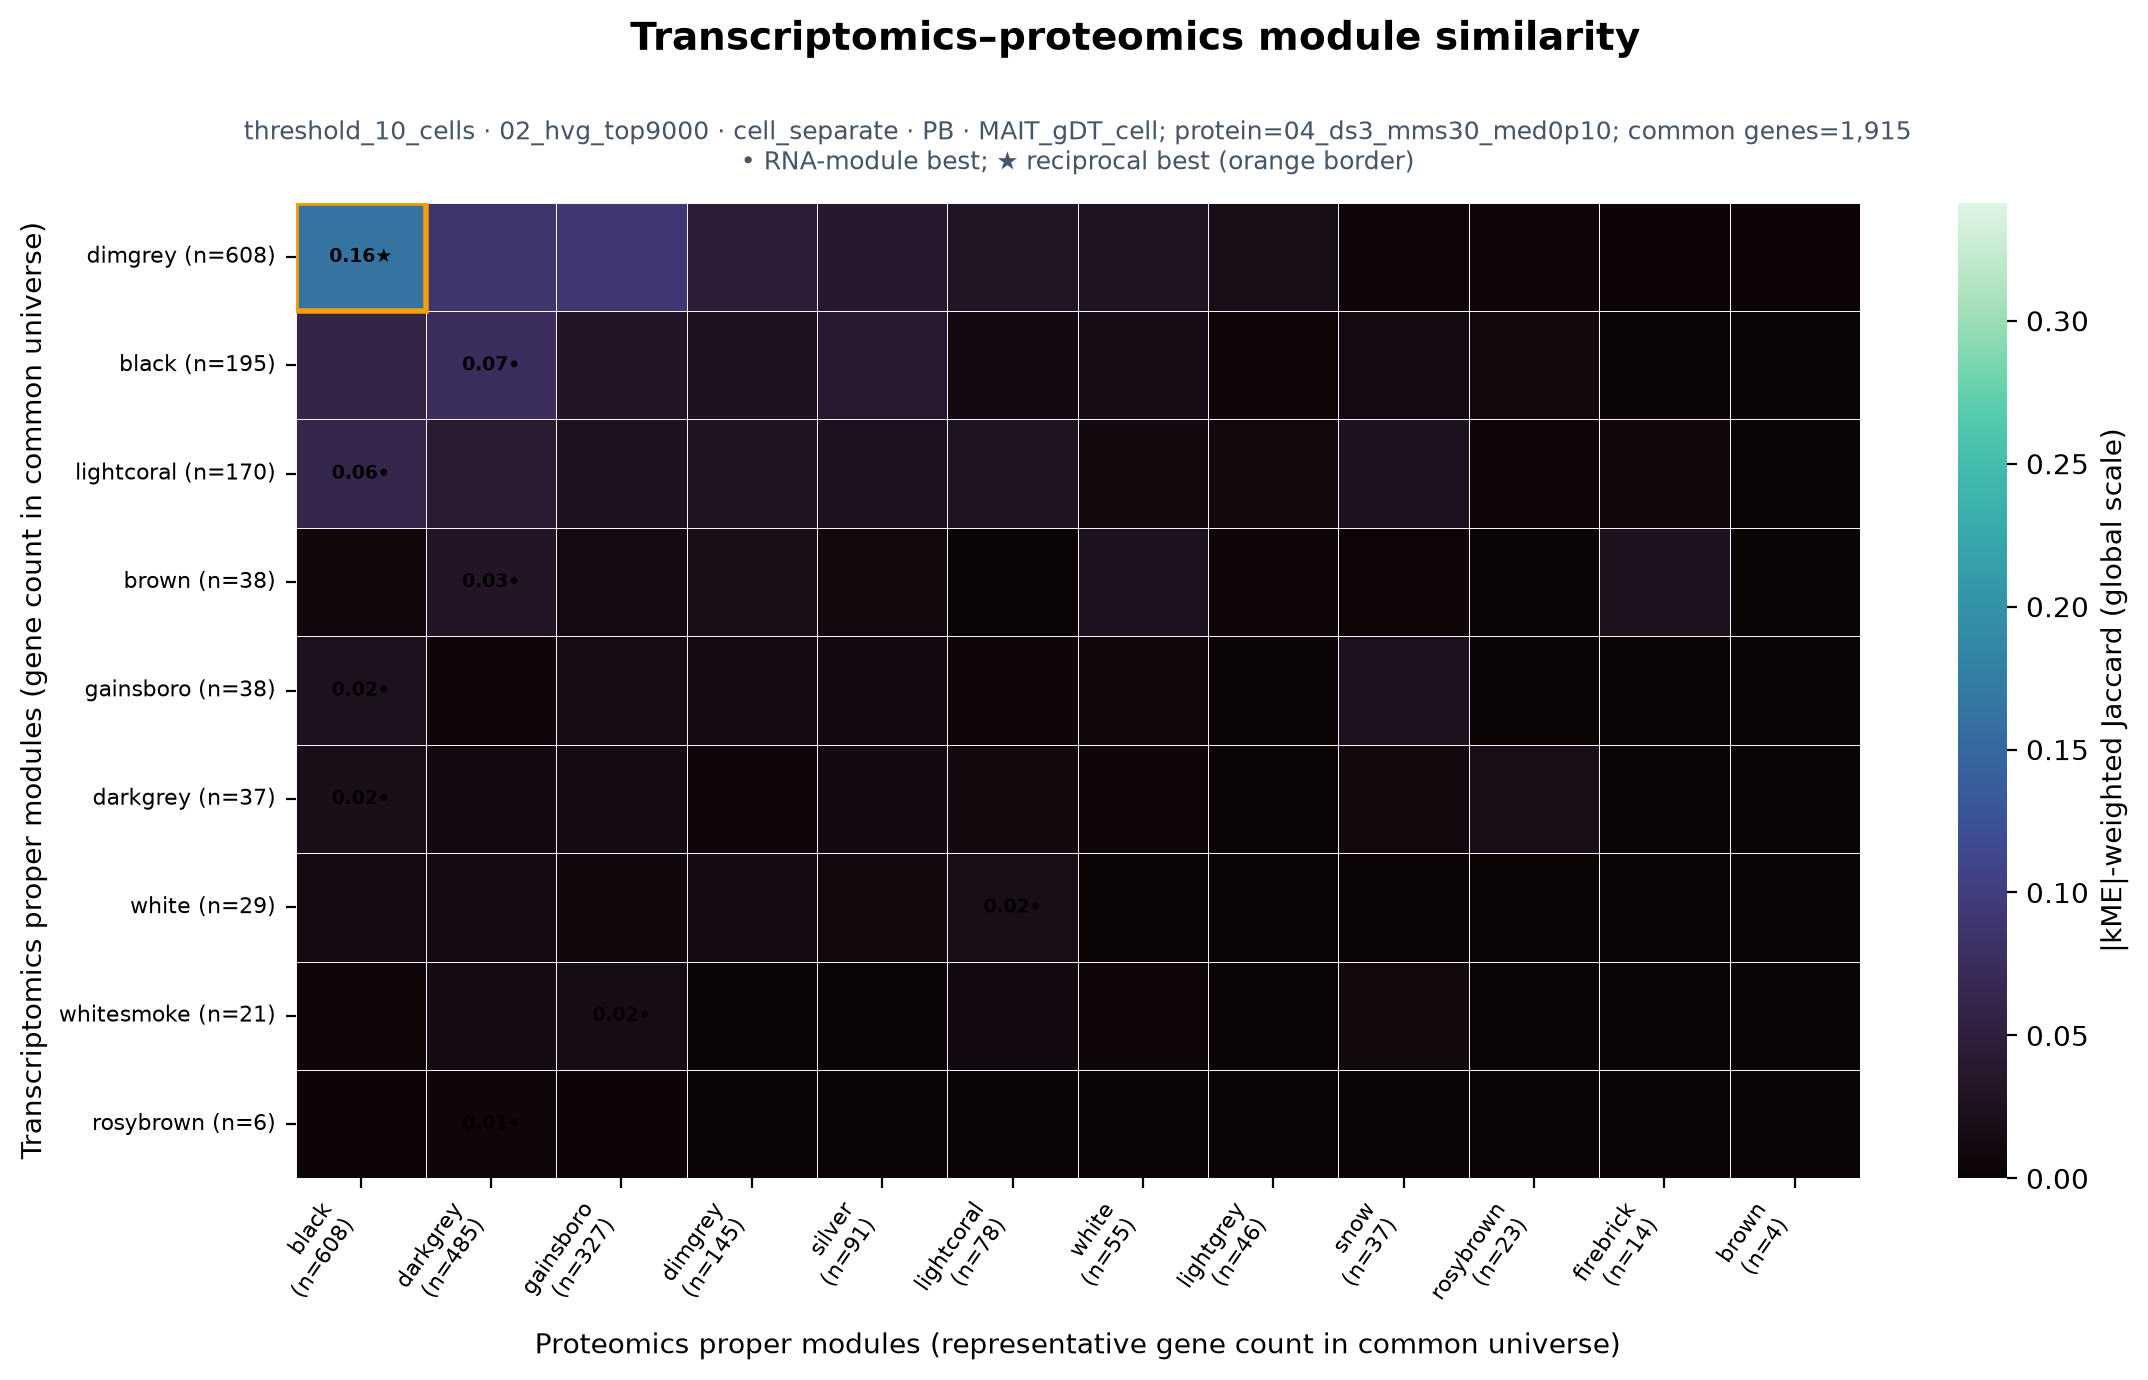 Transcriptomics–proteomics module similarity
threshold_10_cells · 02_hvg_top9000 · cell_separate · PB · MAIT_gDT_cell; protein=04_ds3_mms30_med0p10; common genes=1,915
• RNA-module best; ★ reciprocal best (orange border)
Transcriptomics proper modules (gene count in common universe)
dimgrey (n=608)
0.16★
black (n=195)
0.07•
lightcoral (n=170)
0.06•
brown (n=38)
0.03•
gainsboro (n=38)
0.02•
darkgrey (n=37)
0.02•
white (n=29)
0.02•
whitesmoke (n=21)
0.02•
rosybrown (n=6)
0.01•
black
(n=608)
darkgrey
(n=485)
gainsboro
(n=327)
dimgrey
(n=145)
silver
(n=91)
lightcoral
(n=78)
white
(n=55)
lightgrey
(n=46)
snow
(n=37)
rosybrown
(n=23)
firebrick
(n=14)
brown
(n=4)
Proteomics proper modules (representative gene count in common universe)
0.30
0.25
0.20
0.15
0.10
0.05
0.00
|kME|-weighted Jaccard (global scale)